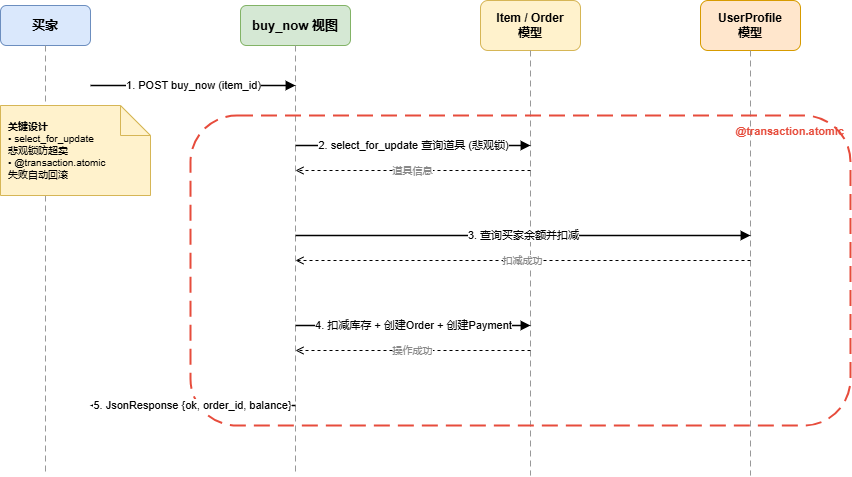 买家
buy_now 视图
Item / Order
模型
UserProfile
模型
1. POST buy_now (item_id)
关键设计
• select_for_update
悲观锁防超卖
• @transaction.atomic
失败自动回滚
@transaction.atomic
2. select_for_update 查询道具 (悲观锁)
道具信息
3. 查询买家余额并扣减
扣减成功
4. 扣减库存 + 创建Order + 创建Payment
操作成功
5. JsonResponse {ok, order_id, balance}